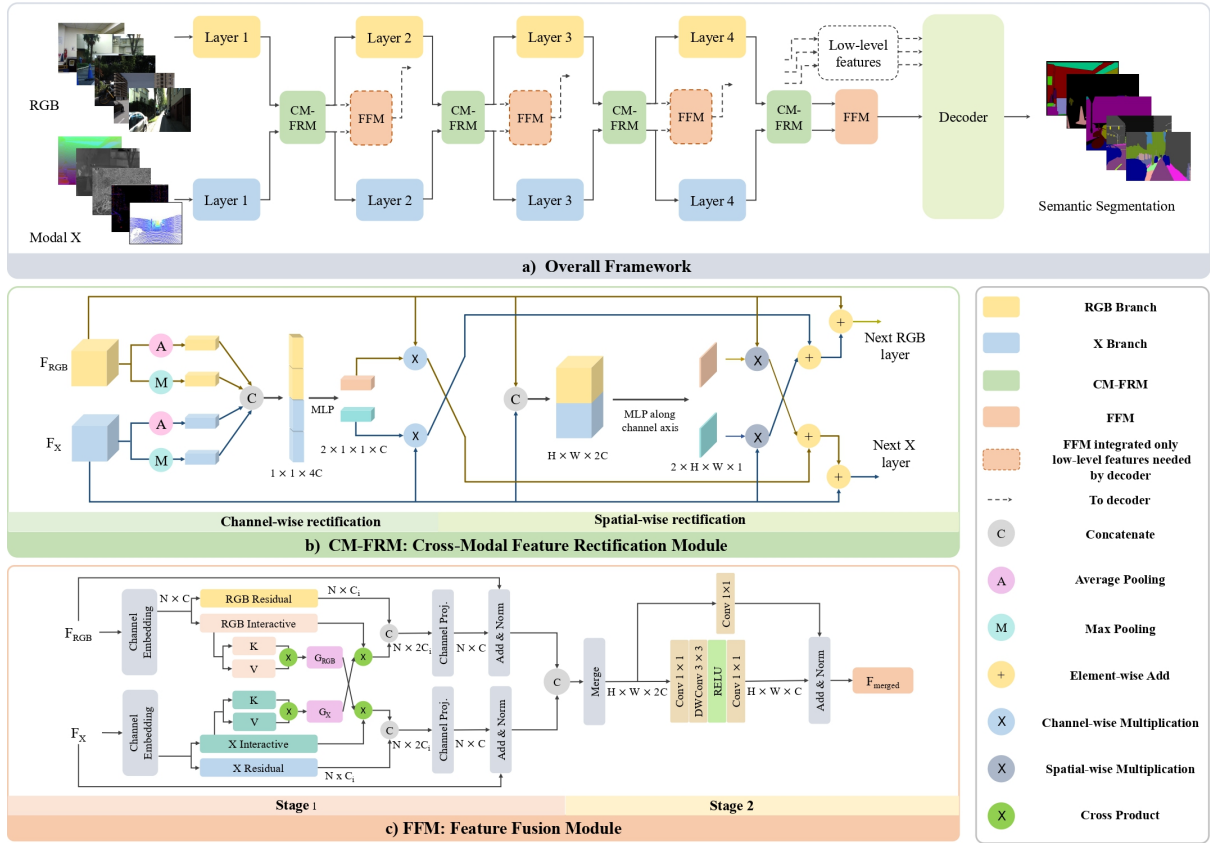 RGB
Modal X
Layer 1
Layer 2
Layer 3
Layer 4
Low-level
features
CM-
FRM
FFM
CM-
FRM
FFM
CM-
FRM
FFM
CM-
FRM
FFM
Decoder
Layer 1
Layer 2
Layer 3
Layer 4
Semantic Segmentation
a) Overall Framework
F_RGB
F_X
A
M
A
M
C
1 × 1 × 4C
MLP
2 × 1 × 1 × C
X
X
C
H × W × 2C
MLP along
channel axis
2 × H × W × 1
X
X
+
+
+
+
Next RGB
layer
Next X
layer
Channel-wise rectification
Spatial-wise rectification
b) CM-FRM: Cross-Modal Feature Rectification Module
F_RGB
F_X
Channel
Embedding
Channel
Embedding
N × C
RGB Residual
RGB Interactive
K
V
X
G_RGB
X
K
V
X
G_X
X
X Interactive
X Residual
N × C_i
N x C_i
C
C
N × 2C_i
N × 2C_i
Channel Proj.
Channel Proj.
N × C
N × C
Add & Norm
Add & Norm
C
Merge
H × W × 2C
Conv 1×1
Conv 1 × 1
DWConv 3 × 3
RELU
Conv 1 × 1
H × W × C
Add & Norm
F_merged
Stage 1
Stage 2
c) FFM: Feature Fusion Module
RGB Branch
X Branch
CM-FRM
FFM
FFM integrated only
low-level features needed
by decoder
To decoder
C
Concatenate
A
Average Pooling
M
Max Pooling
+
Element-wise Add
X
Channel-wise Multiplication
X
Spatial-wise Multiplication
X
Cross Product